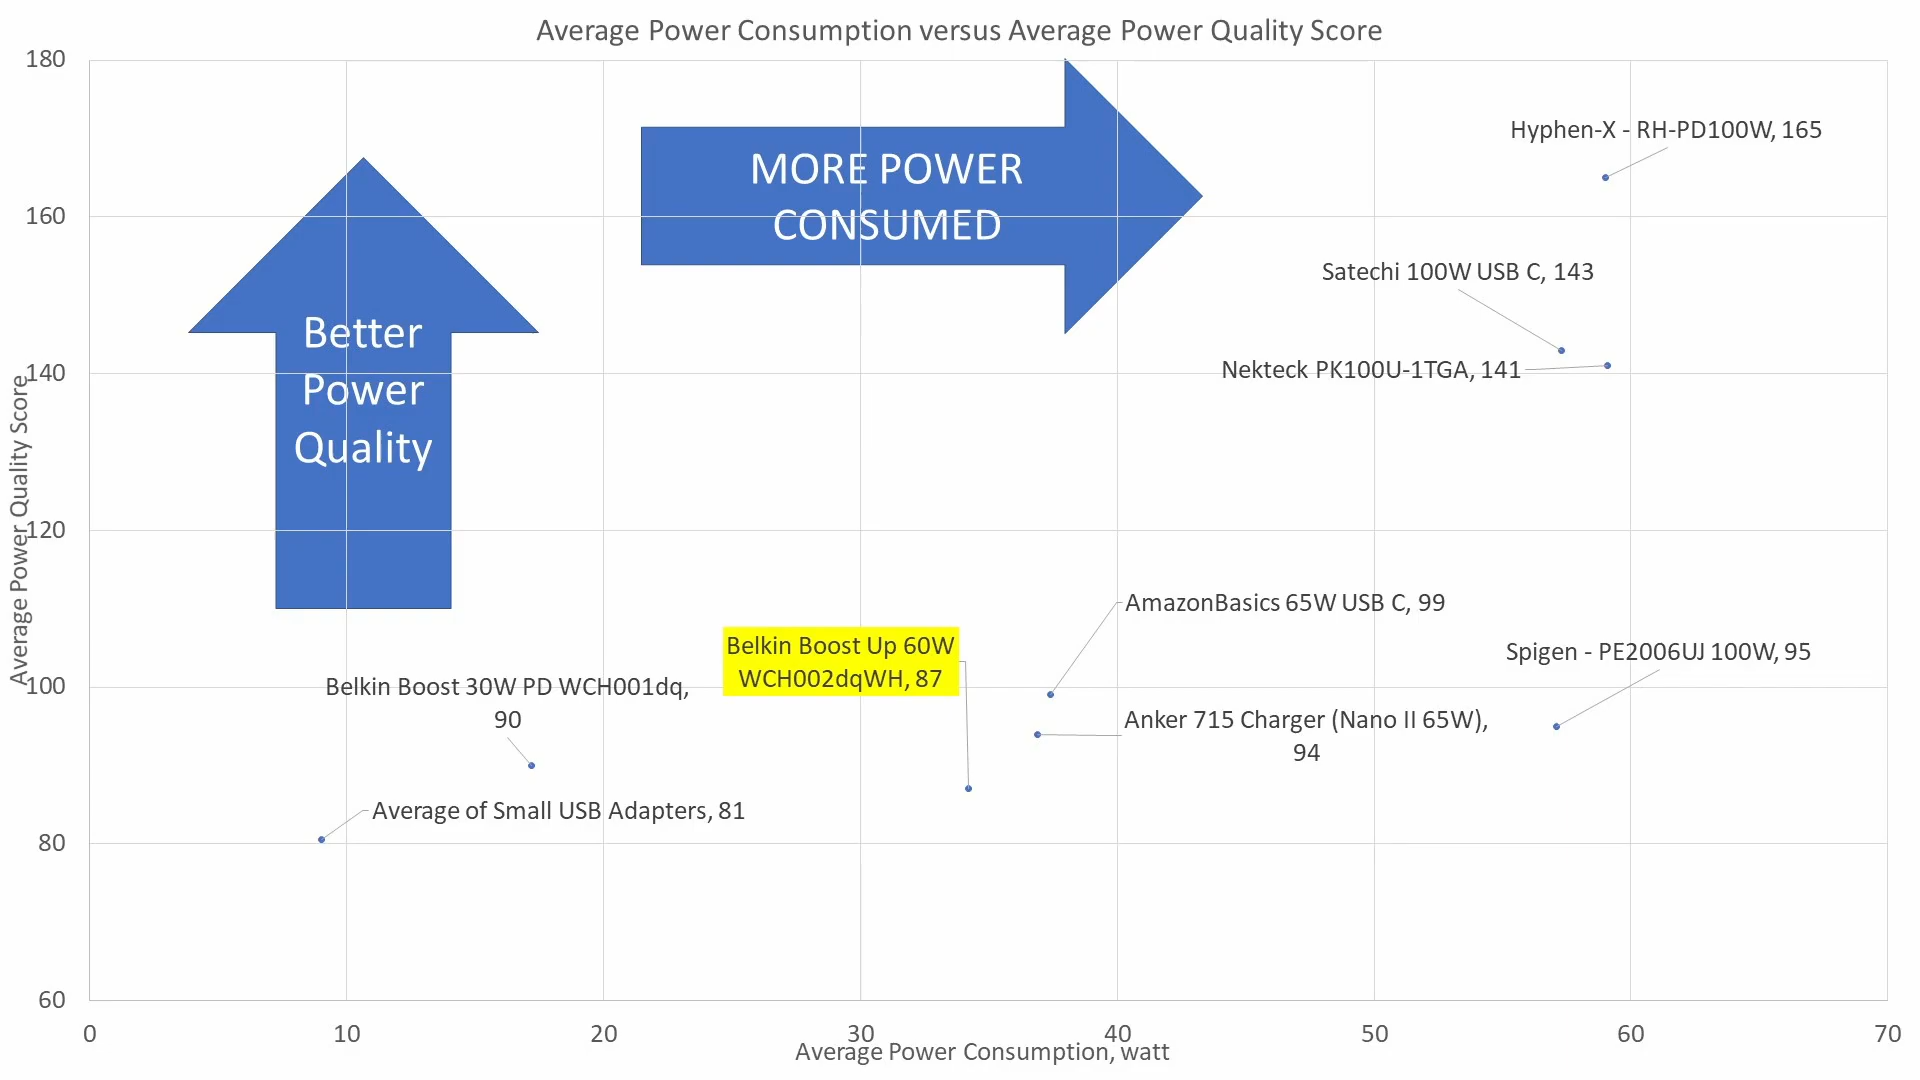 Average Power Consumption versus Average Power Quality Score
180
160
140
120
100
80
60
Average Power Quality Score
Better
Power
Quality
MORE POWER
CONSUMED
Hyphen-X - RH-PD100W, 165
Satechi 100W USB C, 143
Nekteck PK100U-1TGA, 141
AmazonBasics 65W USB C, 99
Belkin Boost Up 60W
WCH002dqWH, 87
Spigen - PE2006UJ 100W, 95
Belkin Boost 30W PD WCH001dq,
90
Anker 715 Charger (Nano II 65W),
94
Average of Small USB Adapters, 81
0 10 20 30 40 50 60 70
Average Power Consumption, watt